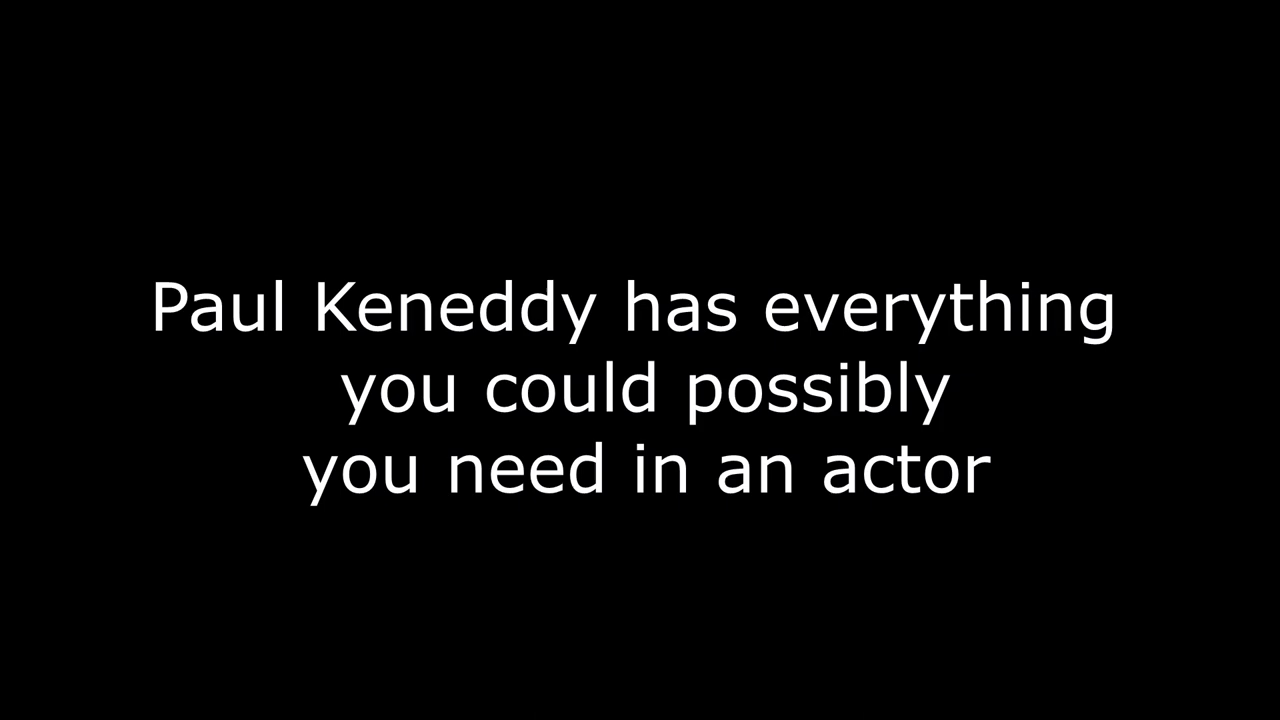 Paul Keneddy has everything
you could possibly
you need in an actor